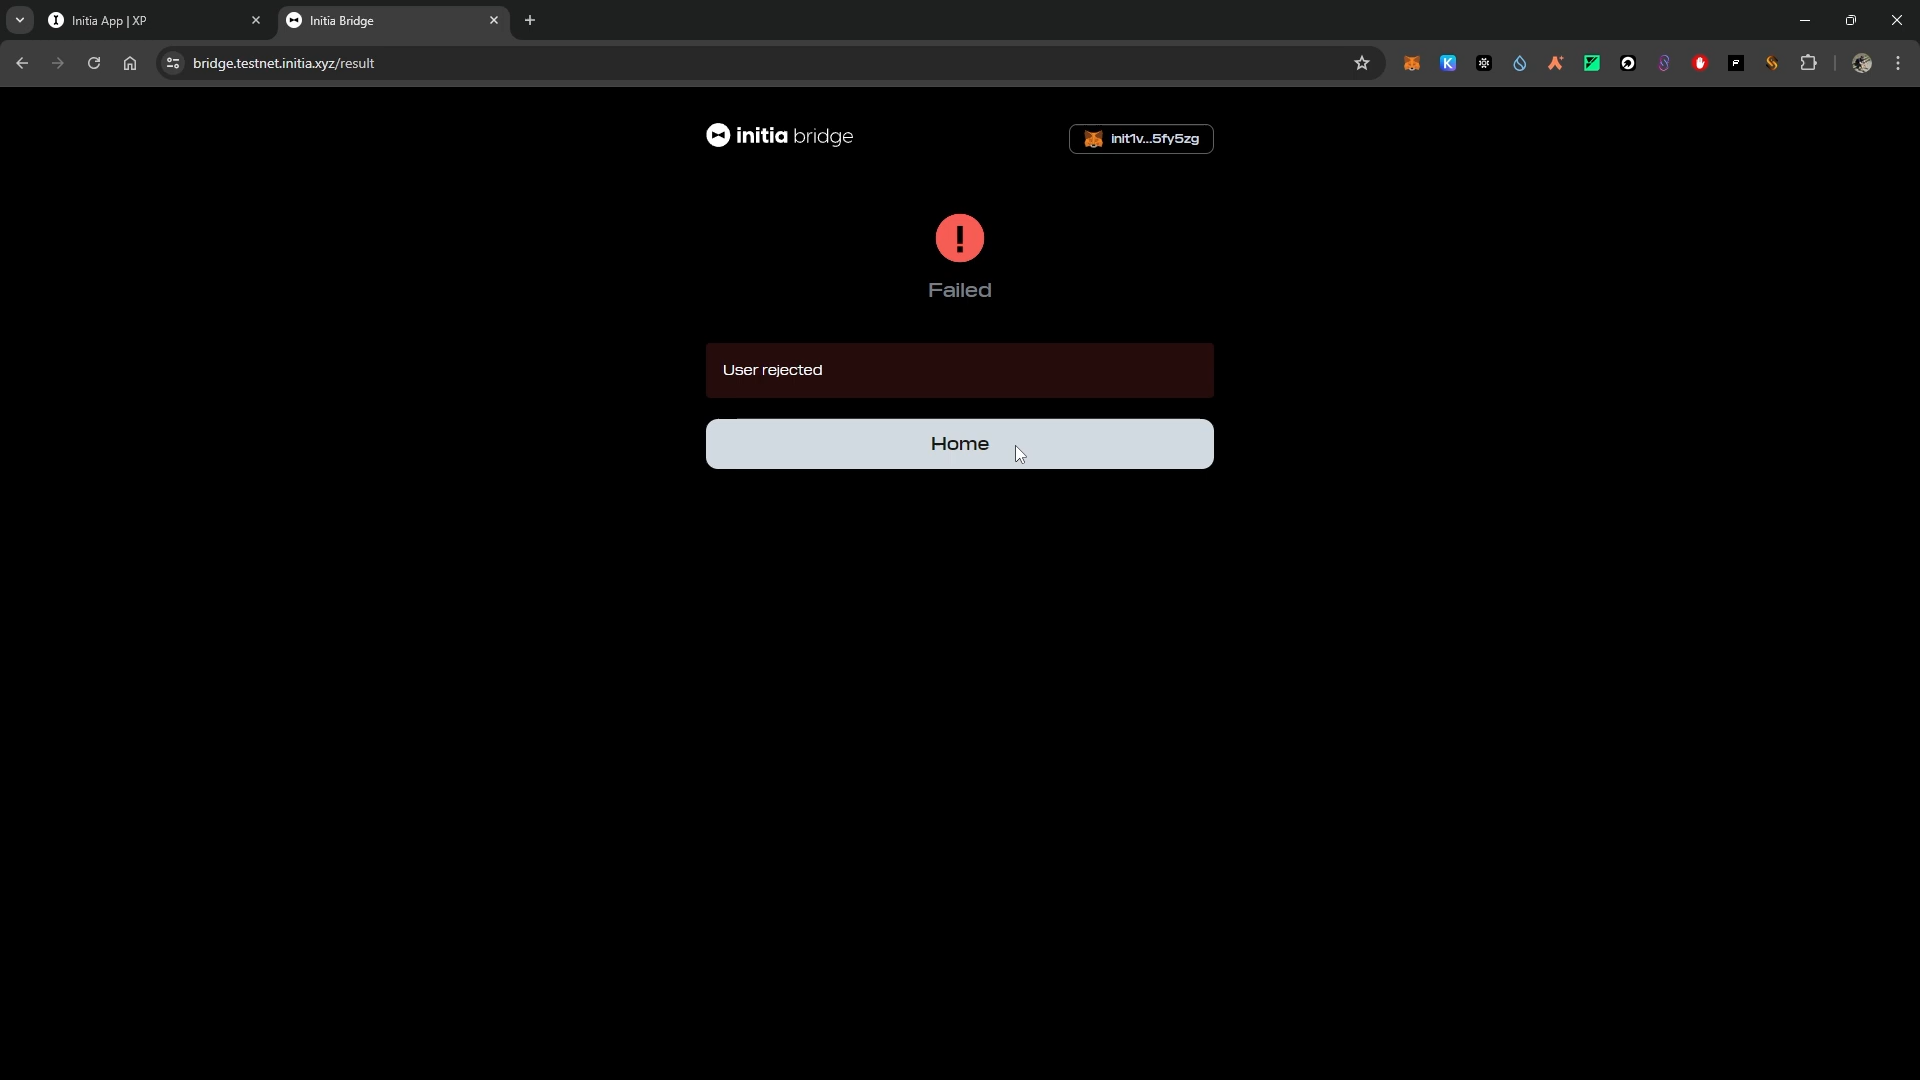 Initia App | XP
Initia Bridge
bridge.testnet.initia.xyz/result
initia bridge
init1v...5fy5zg
Failed
User rejected
Home